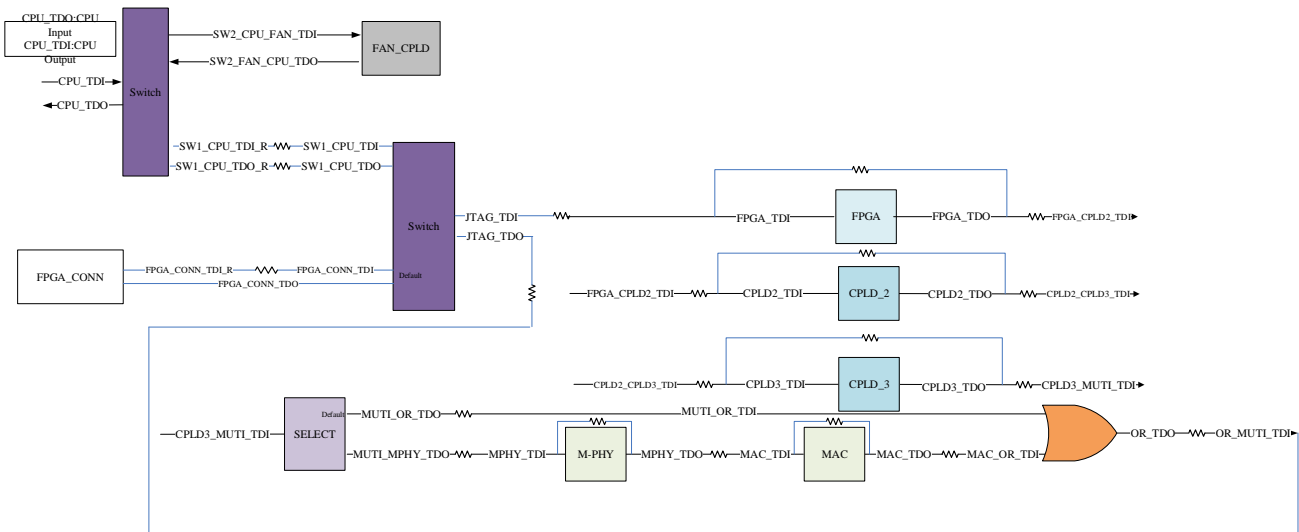 CPU_TDO:CPU
Input
CPU_TDI:CPU
Output
CPU_TDI
CPU_TDO
Switch
SW2_CPU_FAN_TDI
SW2_FAN_CPU_TDO
FAN_CPLD
SW1_CPU_TDI_R
SW1_CPU_TDI
SW1_CPU_TDO_R
SW1_CPU_TDO
Switch
Default
JTAG_TDI
JTAG_TDO
FPGA_CONN
FPGA_CONN_TDI_R
FPGA_CONN_TDI
FPGA_CONN_TDO
FPGA_TDI
FPGA
FPGA_TDO
FPGA_CPLD2_TDI
FPGA_CPLD2_TDI
CPLD2_TDI
CPLD_2
CPLD2_TDO
CPLD2_CPLD3_TDI
CPLD2_CPLD3_TDI
CPLD3_TDI
CPLD_3
CPLD3_TDO
CPLD3_MUTI_TDI
CPLD3_MUTI_TDI
SELECT
Default
MUTI_OR_TDO
MUTI_OR_TDI
MUTI_MPHY_TDO
MPHY_TDI
M-PHY
MPHY_TDO
MAC_TDI
MAC
MAC_TDO
MAC_OR_TDI
OR_TDO
OR_MUTI_TDI